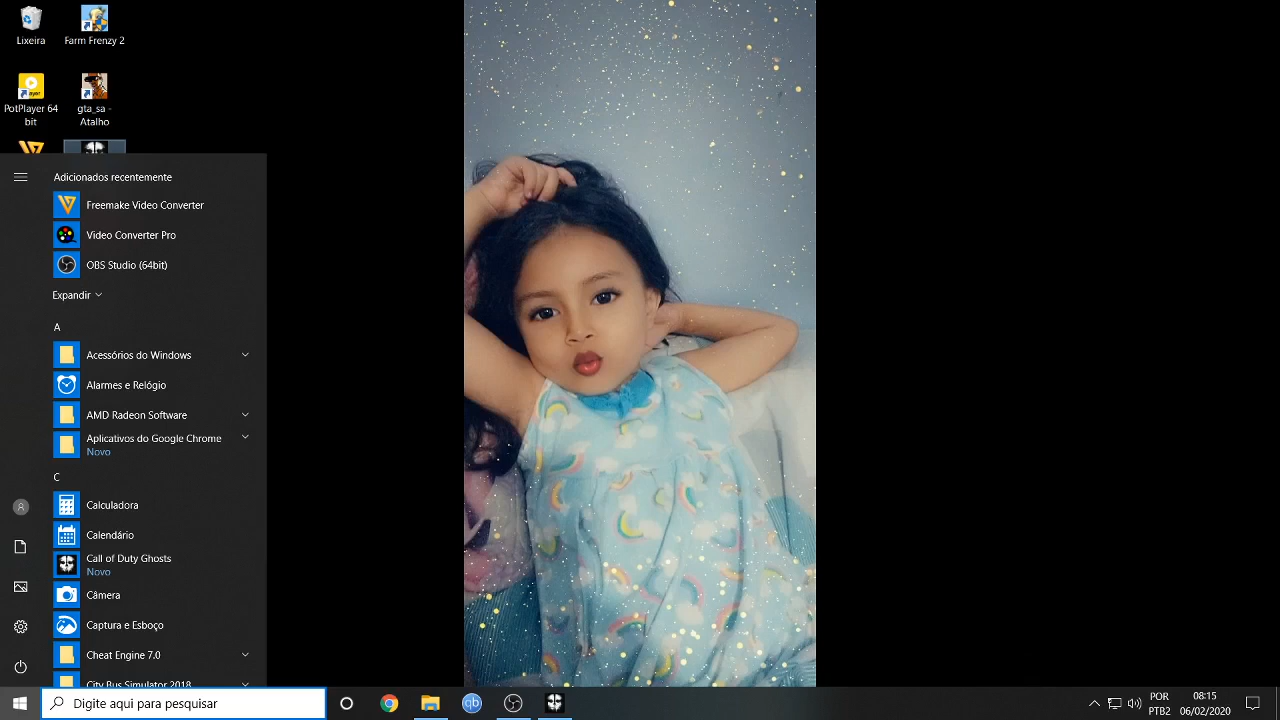 Lixeira
Farm Frenzy 2
PotPlayer 64
bit
gta_sa -
Atalho
Adicionados recentemente
Freemake Video Converter
Video Converter Pro
OBS Studio (64bit)
Expandir
A
Acessórios do Windows
Alarmes e Relógio
AMD Radeon Software
Aplicativos do Google Chrome
Novo
C
Calculadora
Calendário
Call of Duty Ghosts
Novo
Câmera
Captura e Esboço
Cheat Engine 7.0
City Bus Simulator 2018
Digite aqui para pesquisar
qb
POR
PTB2
08:15
06/02/2020